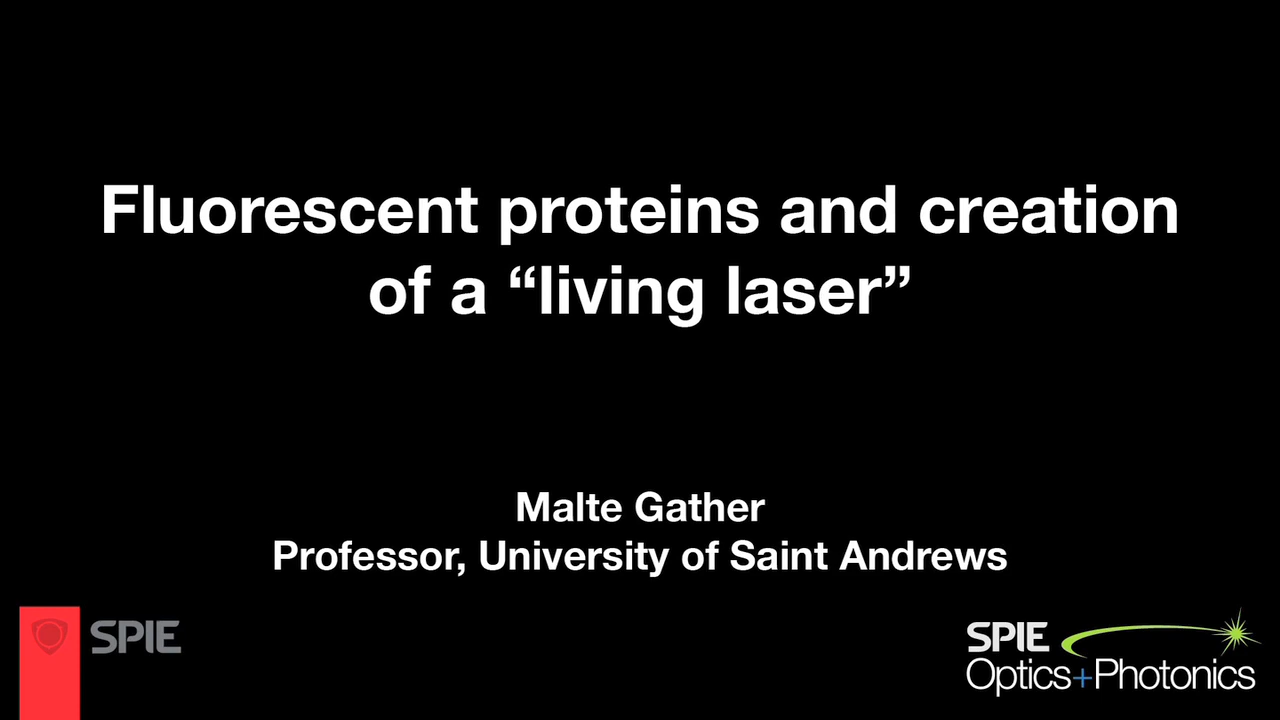 Fluorescent proteins and creation
of a “living laser”
Malte Gather
Professor, University of Saint Andrews
SPIE
SPIE
Optics+Photonics